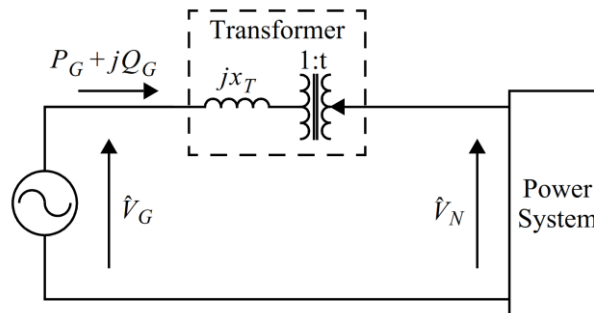 Transformer
1:t
P_G + jQ_G
jx_T
V̂_G
V̂_N
Power
System